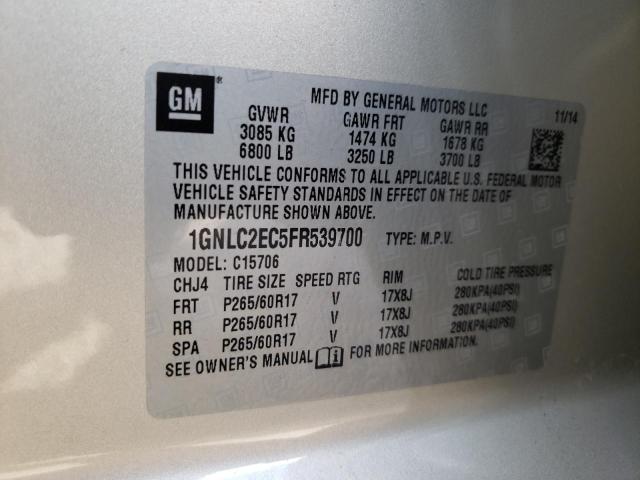 GM
MFD BY GENERAL MOTORS LLC 11/14
GVWR GAWR FRT GAWR RR
3085 KG 1474 KG 1678 KG
6800 LB 3250 LB 3700 LB
THIS VEHICLE CONFORMS TO ALL APPLICABLE U.S. FEDERAL MOTOR
VEHICLE SAFETY STANDARDS IN EFFECT ON THE DATE OF
MANUFACTURE SHOWN ABOVE.
1GNLC2EC5FR539700 TYPE: M.P.V.
MODEL: C15706
CHJ4 TIRE SIZE SPEED RTG RIM COLD TIRE PRESSURE
FRT P265/60R17 V 17X8J 280KPA(40PSI)
RR P265/60R17 V 17X8J 280KPA(40PSI)
SPA P265/60R17 V 17X8J 280KPA(40PSI)
SEE OWNER'S MANUAL FOR MORE INFORMATION.